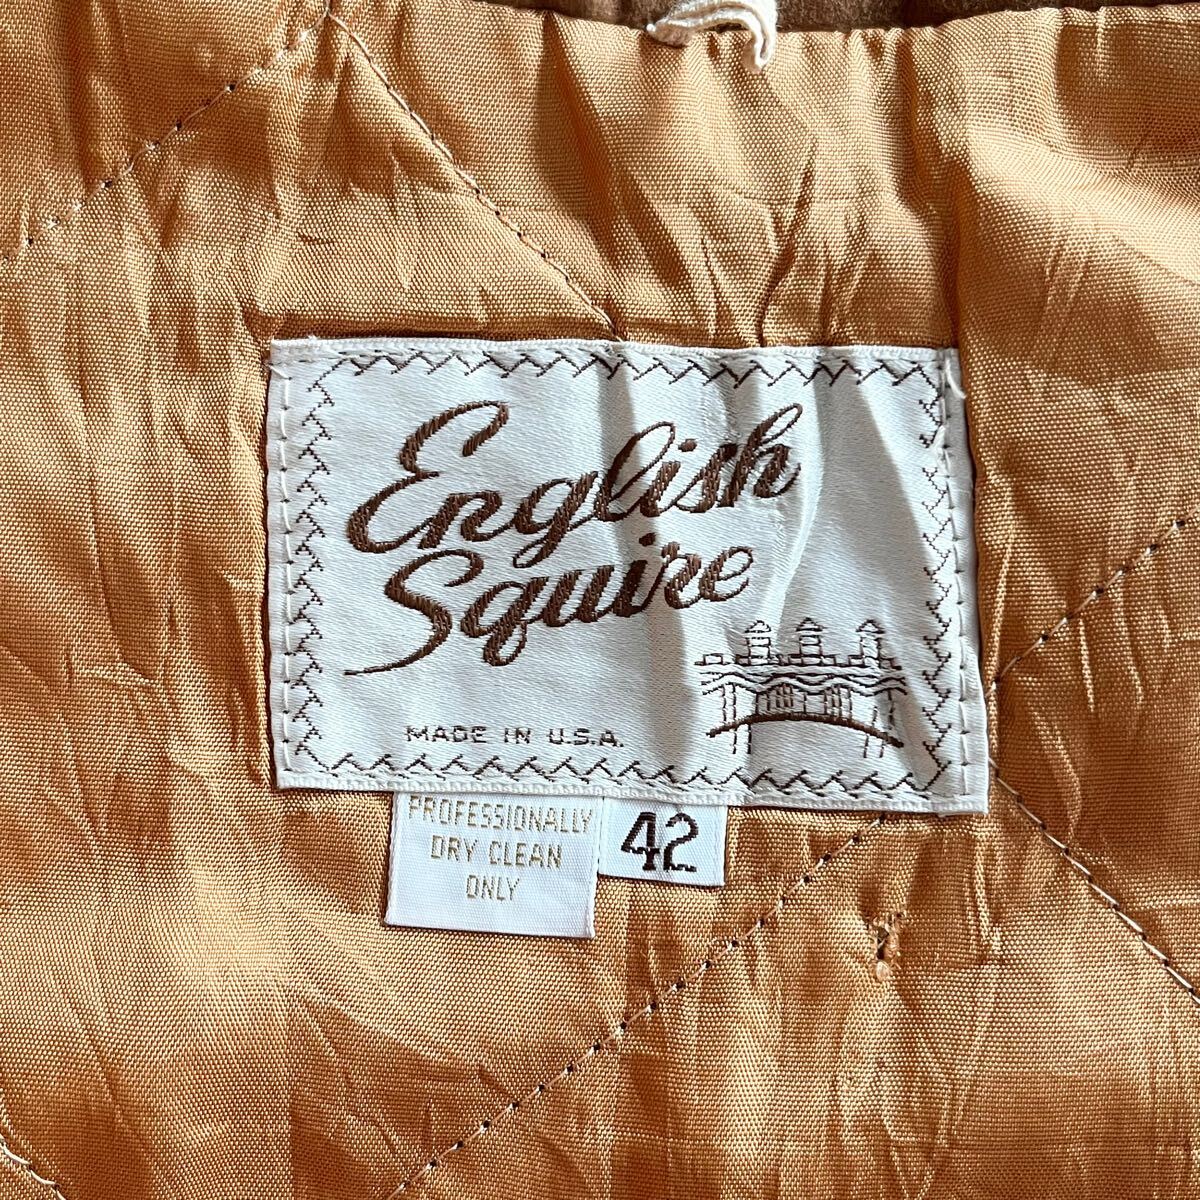 English
Squire
MADE IN U.S.A.
PROFESSIONALLY
DRY CLEAN
ONLY
42